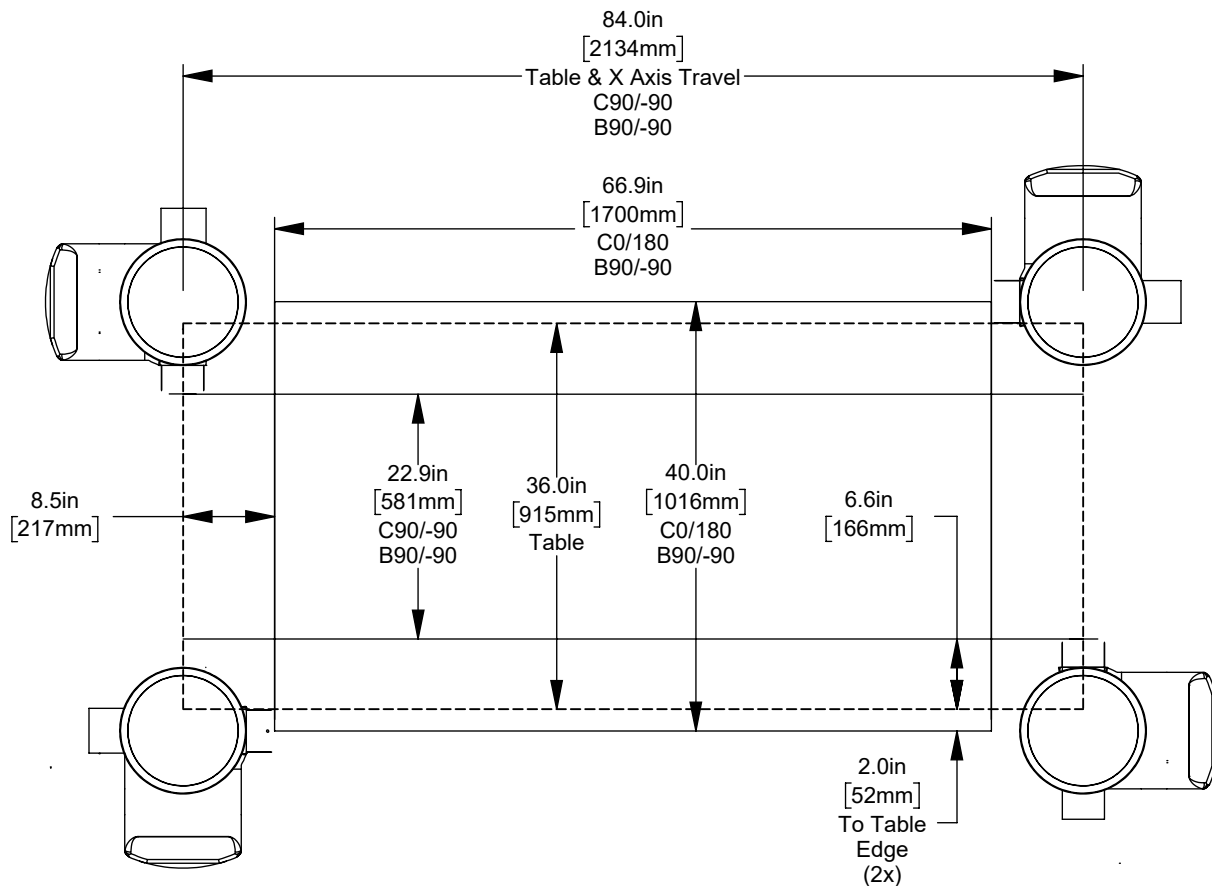 84.0in
[2134mm]
Table & X Axis Travel
C90/-90
B90/-90
66.9in
[1700mm]
C0/180
B90/-90
8.5in
[217mm]
22.9in
[581mm]
C90/-90
B90/-90
36.0in
[915mm]
Table
40.0in
[1016mm]
C0/180
B90/-90
6.6in
[166mm]
2.0in
[52mm]
To Table
Edge
(2x)